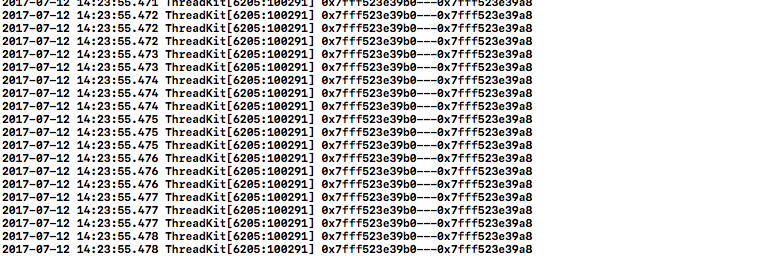 2017-07-12 14:23:55.471 ThreadKit[6205:100291] 0x7fff523e39b0---0x7fff523e39a8
2017-07-12 14:23:55.472 ThreadKit[6205:100291] 0x7fff523e39b0---0x7fff523e39a8
2017-07-12 14:23:55.472 ThreadKit[6205:100291] 0x7fff523e39b0---0x7fff523e39a8
2017-07-12 14:23:55.472 ThreadKit[6205:100291] 0x7fff523e39b0---0x7fff523e39a8
2017-07-12 14:23:55.473 ThreadKit[6205:100291] 0x7fff523e39b0---0x7fff523e39a8
2017-07-12 14:23:55.473 ThreadKit[6205:100291] 0x7fff523e39b0---0x7fff523e39a8
2017-07-12 14:23:55.474 ThreadKit[6205:100291] 0x7fff523e39b0---0x7fff523e39a8
2017-07-12 14:23:55.474 ThreadKit[6205:100291] 0x7fff523e39b0---0x7fff523e39a8
2017-07-12 14:23:55.474 ThreadKit[6205:100291] 0x7fff523e39b0---0x7fff523e39a8
2017-07-12 14:23:55.475 ThreadKit[6205:100291] 0x7fff523e39b0---0x7fff523e39a8
2017-07-12 14:23:55.475 ThreadKit[6205:100291] 0x7fff523e39b0---0x7fff523e39a8
2017-07-12 14:23:55.475 ThreadKit[6205:100291] 0x7fff523e39b0---0x7fff523e39a8
2017-07-12 14:23:55.476 ThreadKit[6205:100291] 0x7fff523e39b0---0x7fff523e39a8
2017-07-12 14:23:55.476 ThreadKit[6205:100291] 0x7fff523e39b0---0x7fff523e39a8
2017-07-12 14:23:55.476 ThreadKit[6205:100291] 0x7fff523e39b0---0x7fff523e39a8
2017-07-12 14:23:55.477 ThreadKit[6205:100291] 0x7fff523e39b0---0x7fff523e39a8
2017-07-12 14:23:55.477 ThreadKit[6205:100291] 0x7fff523e39b0---0x7fff523e39a8
2017-07-12 14:23:55.477 ThreadKit[6205:100291] 0x7fff523e39b0---0x7fff523e39a8
2017-07-12 14:23:55.478 ThreadKit[6205:100291] 0x7fff523e39b0---0x7fff523e39a8
2017-07-12 14:23:55.478 ThreadKit[6205:100291] 0x7fff523e39b0---0x7fff523e39a8